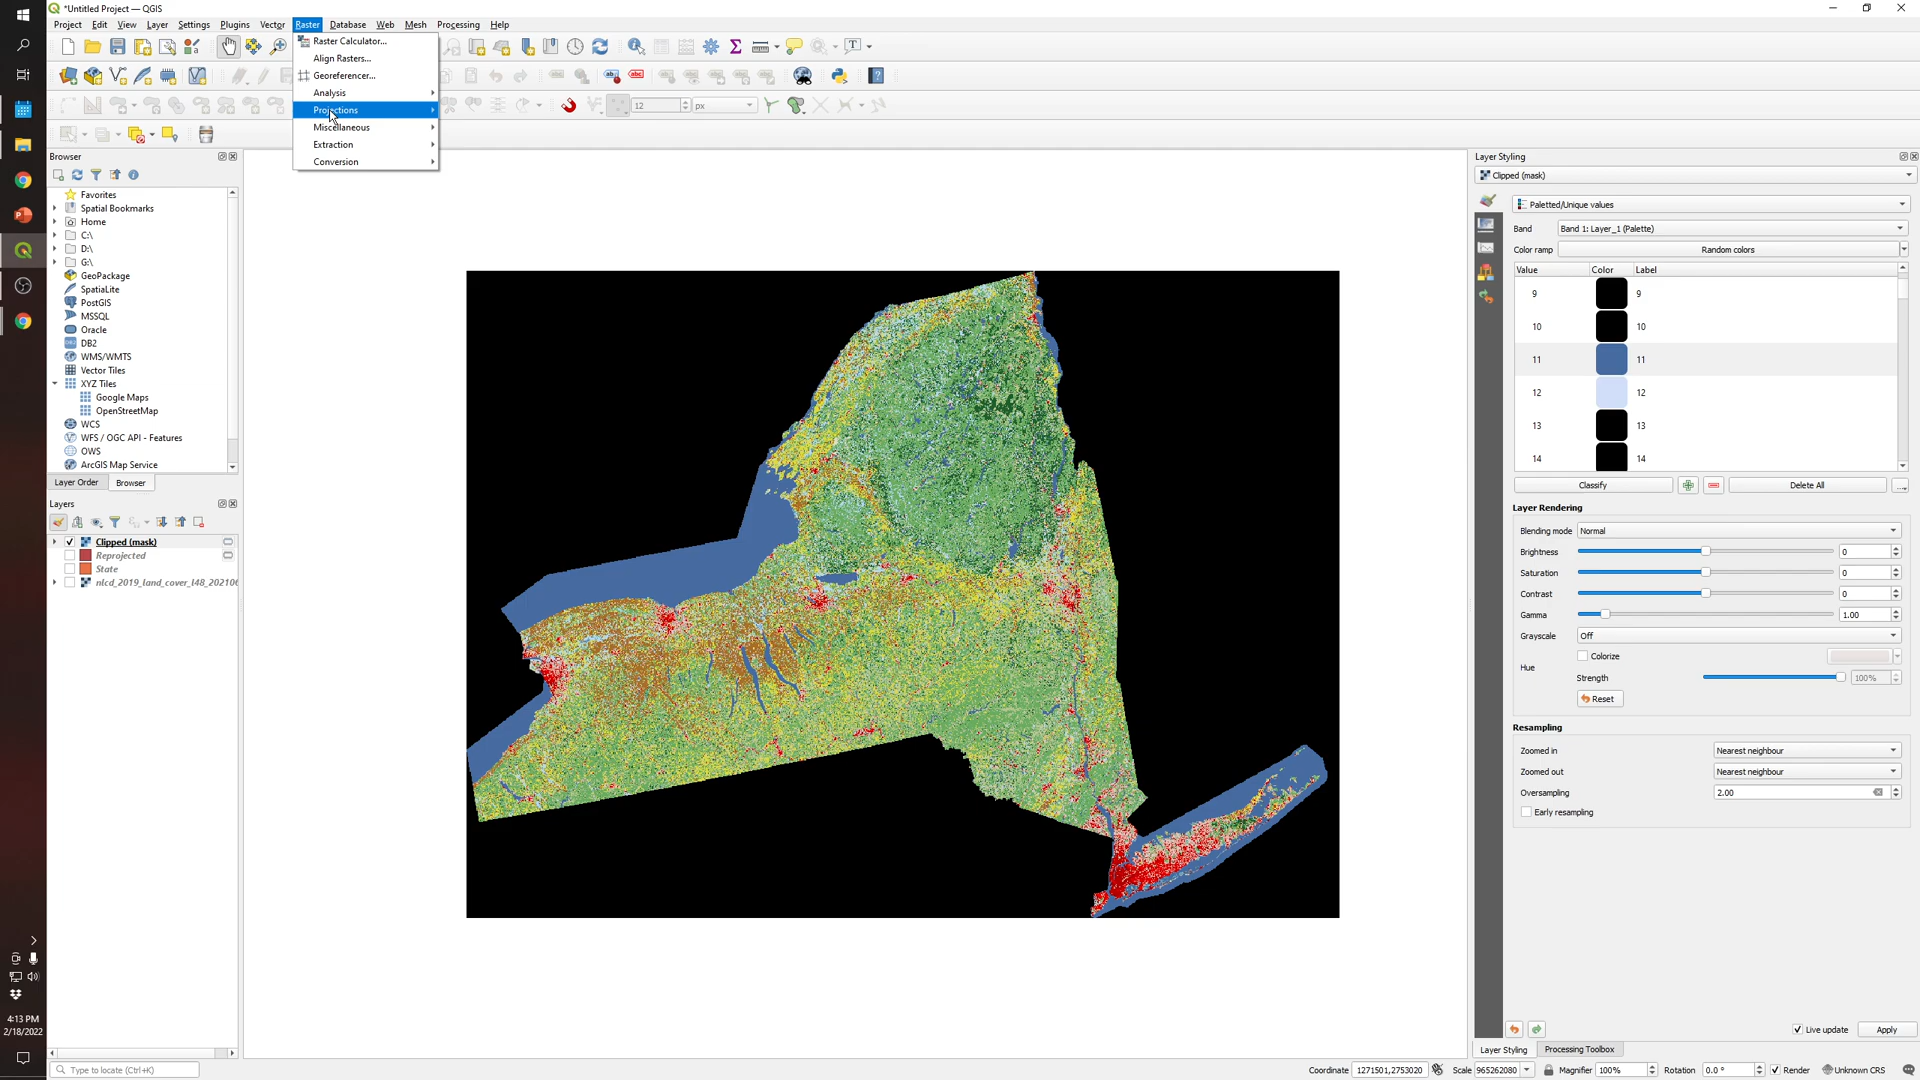 *Untitled Project — QGIS
Project Edit View Layer Settings Plugins Vector Raster Database Web Mesh Processing Help
Raster Calculator...
Align Rasters...
Georeferencer...
Analysis
Projections
Miscellaneous
Extraction
Conversion
12 px
Browser
Favorites
Spatial Bookmarks
Home
C:\
D:\
G:\
GeoPackage
SpatiaLite
PostGIS
MSSQL
Oracle
DB2
WMS/WMTS
Vector Tiles
XYZ Tiles
Google Maps
OpenStreetMap
WCS
WFS / OGC API - Features
OWS
ArcGIS Map Service
Layer Order Browser
Layers
Clipped (mask)
Reprojected
State
nlcd_2019_land_cover_l48_202106
Layer Styling
Clipped (mask)
Paletted/Unique values
Band Band 1: Layer_1 (Palette)
Color ramp Random colors
Value Color Label
9 9
10 10
11 11
12 12
13 13
14 14
Classify Delete All ...
Layer Rendering
Blending mode Normal
Brightness 0
Saturation 0
Contrast 0
Gamma 1.00
Grayscale Off
Hue Colorize
Strength 100%
Reset
Resampling
Zoomed in Nearest neighbour
Zoomed out Nearest neighbour
Oversampling 2.00
Early resampling
Live update Apply
Layer Styling Processing Toolbox
4:13 PM
2/18/2022
Type to locate (Ctrl+K) Coordinate 1271501,2753020 Scale 965262080 Magnifier 100% Rotation 0.0 ° Render Unknown CRS